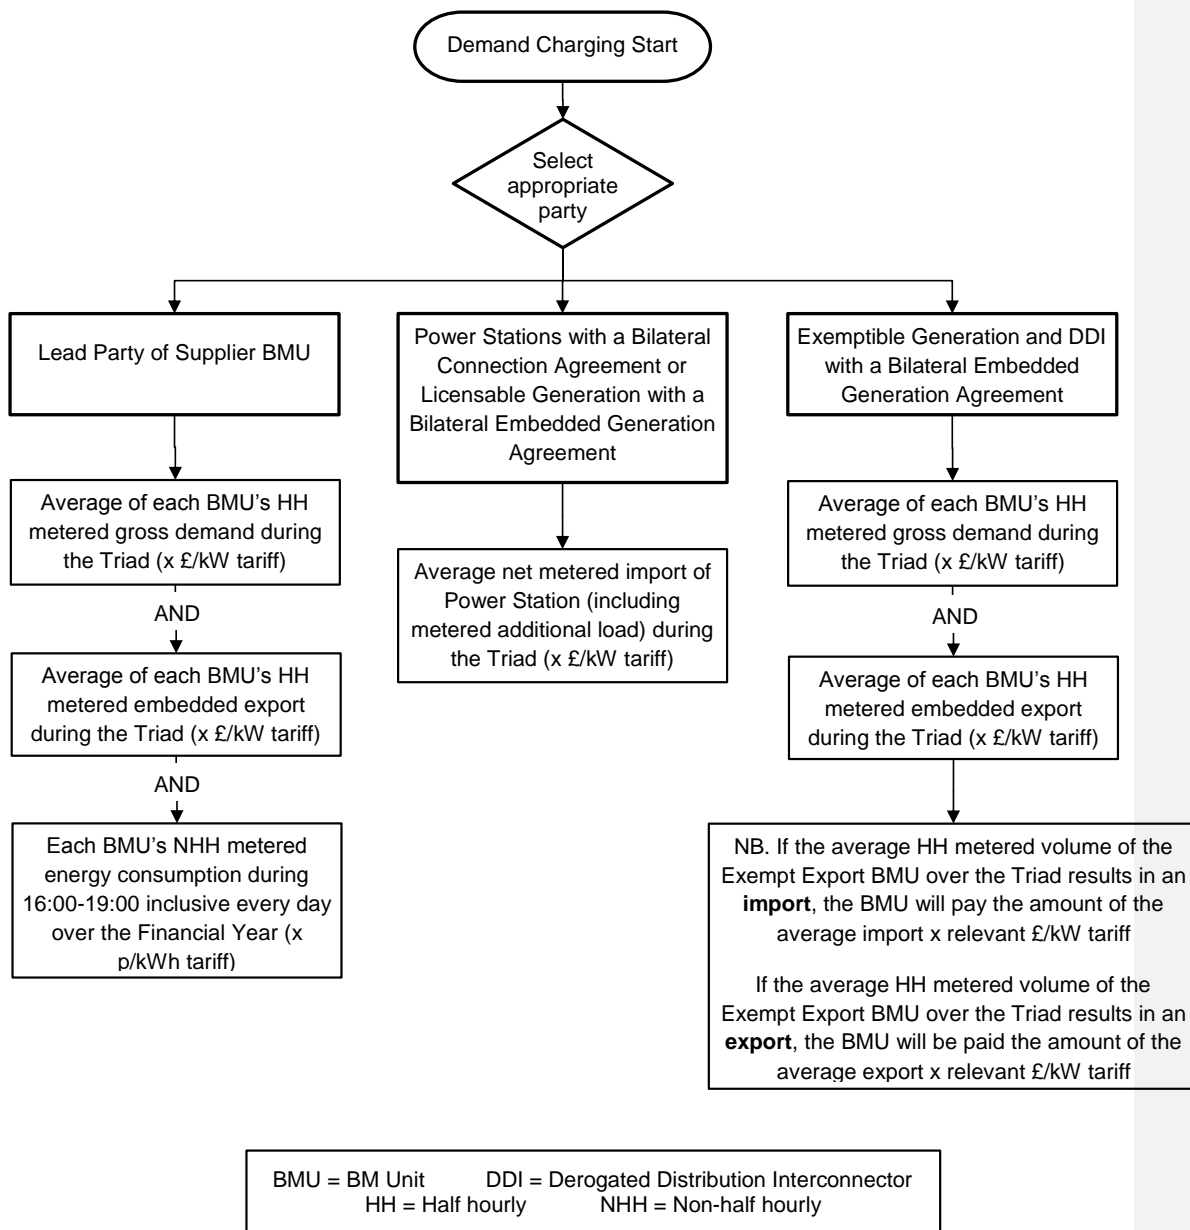 Demand Charging Start
Select
appropriate
party
Lead Party of Supplier BMU
Power Stations with a Bilateral
Connection Agreement or
Licensable Generation with a
Bilateral Embedded Generation
Agreement
Exemptible Generation and DDI
with a Bilateral Embedded
Generation Agreement
Average of each BMU's HH
metered gross demand during
the Triad (x £/kW tariff)
AND
Average of each BMU's HH
metered embedded export
during the Triad (x £/kW tariff)
AND
Each BMU's NHH metered
energy consumption during
16:00-19:00 inclusive every day
over the Financial Year (x
p/kWh tariff)
Average net metered import of
Power Station (including
metered additional load) during
the Triad (x £/kW tariff)
Average of each BMU's HH
metered gross demand during
the Triad (x £/kW tariff)
AND
Average of each BMU's HH
metered embedded export
during the Triad (x £/kW tariff)
NB. If the average HH metered volume of the
Exempt Export BMU over the Triad results in an
import, the BMU will pay the amount of the
average import x relevant £/kW tariff
If the average HH metered volume of the
Exempt Export BMU over the Triad results in an
export, the BMU will be paid the amount of the
average export x relevant £/kW tariff
BMU = BM Unit DDI = Derogated Distribution Interconnector
HH = Half hourly NHH = Non-half hourly